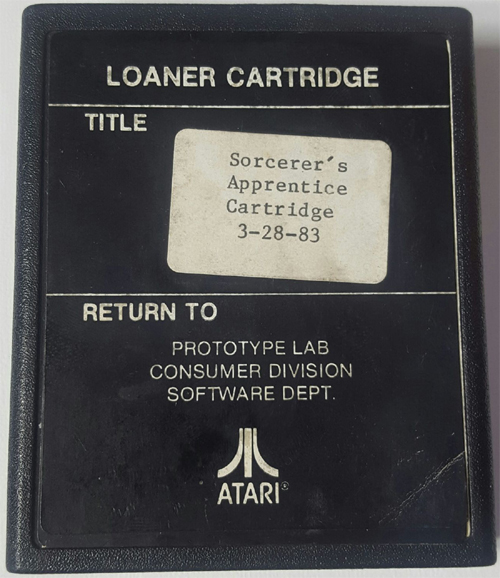 LOANER CARTRIDGE
TITLE
Sorcerer's
Apprentice
Cartridge
3-28-83
RETURN TO
PROTOTYPE LAB
CONSUMER DIVISION
SOFTWARE DEPT.
ATARI®